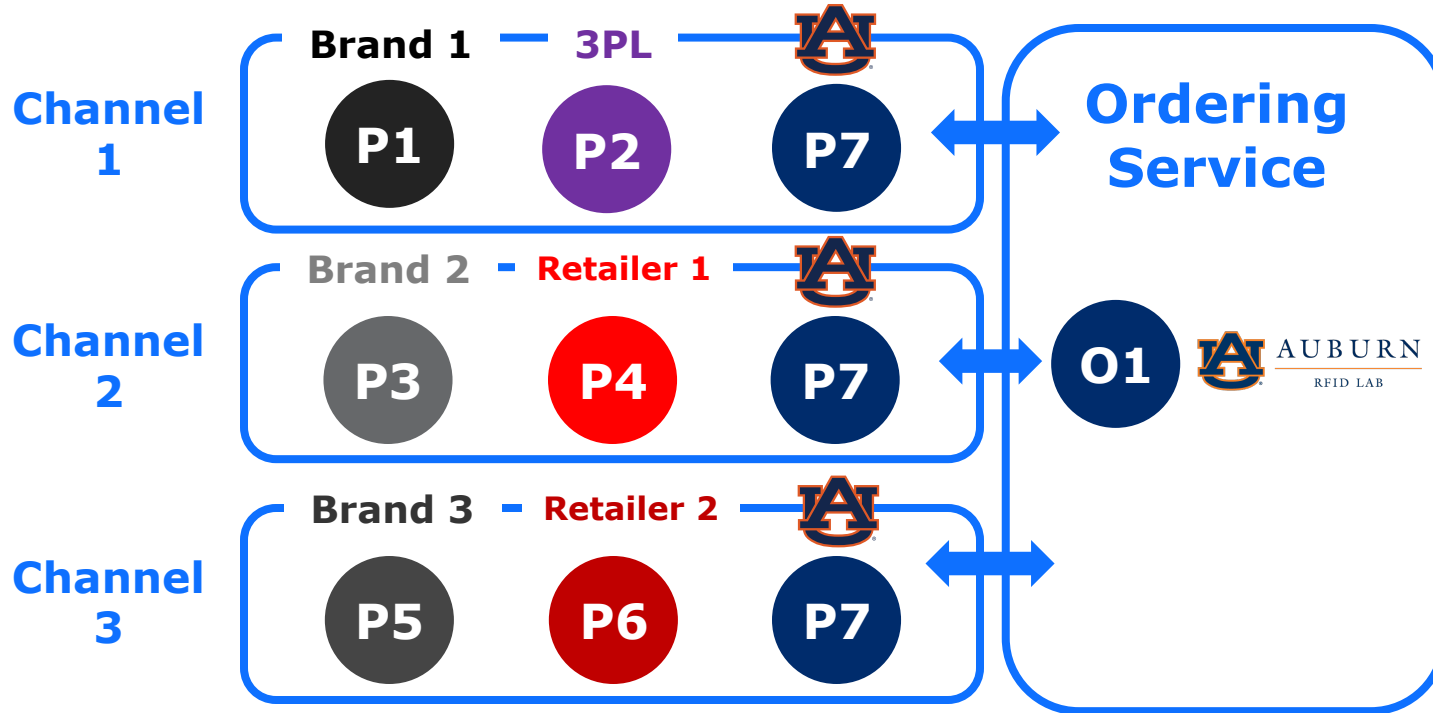 Brand 1
3PL
Channel
1
P1
P2
P7
Ordering
Service
Brand 2
Retailer 1
Channel
2
P3
P4
P7
O1
AU AUBURN
RFID LAB
Brand 3
Retailer 2
Channel
3
P5
P6
P7